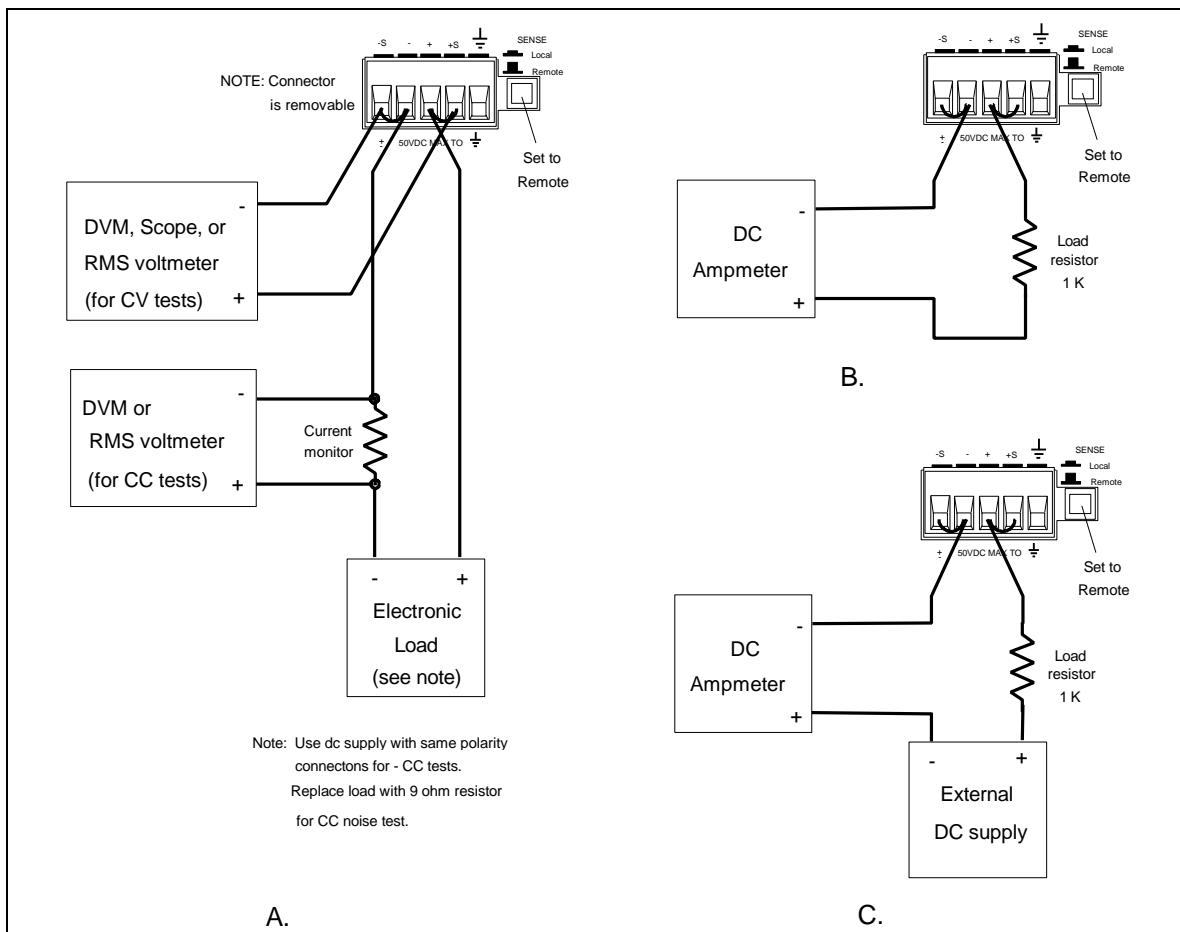 -S - + +S
SENSE
Local
Remote
NOTE: Connector
is removable
± 50VDC MAX TO
Set to
Remote
-
DVM, Scope, or
RMS voltmeter
(for CV tests)
+
-
DVM or
RMS voltmeter
(for CC tests)
+
Current
monitor
- +
Electronic
Load
(see note)
Note: Use dc supply with same polarity
connectons for - CC tests.
Replace load with 9 ohm resistor
for CC noise test.
A.
-S - + +S
SENSE
Local
Remote
± 50VDC MAX TO
Set to
Remote
-
DC
Ampmeter
+
Load
resistor
1 K
B.
-S - + +S
SENSE
Local
Remote
± 50VDC MAX TO
Set to
Remote
-
DC
Ampmeter
+
Load
resistor
1 K
- +
External
DC supply
C.